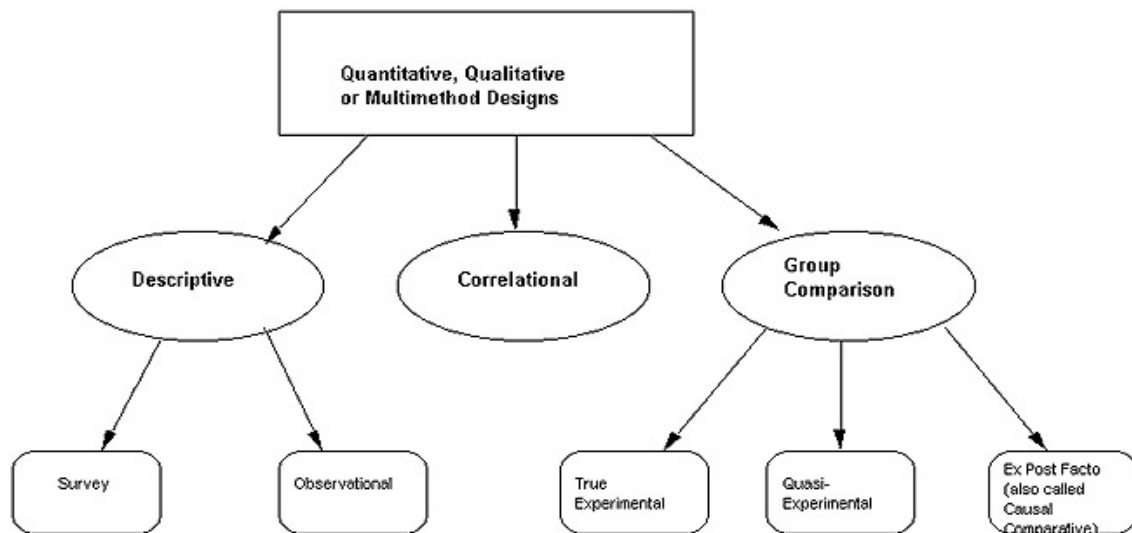 Quantitative, Qualitative
or Multimethod Designs
Descriptive
Correlational
Group
Comparison
Survey
Observational
True
Experimental
Quasi-
Experimental
Ex Post Facto
(also called
Causal
Comparative)